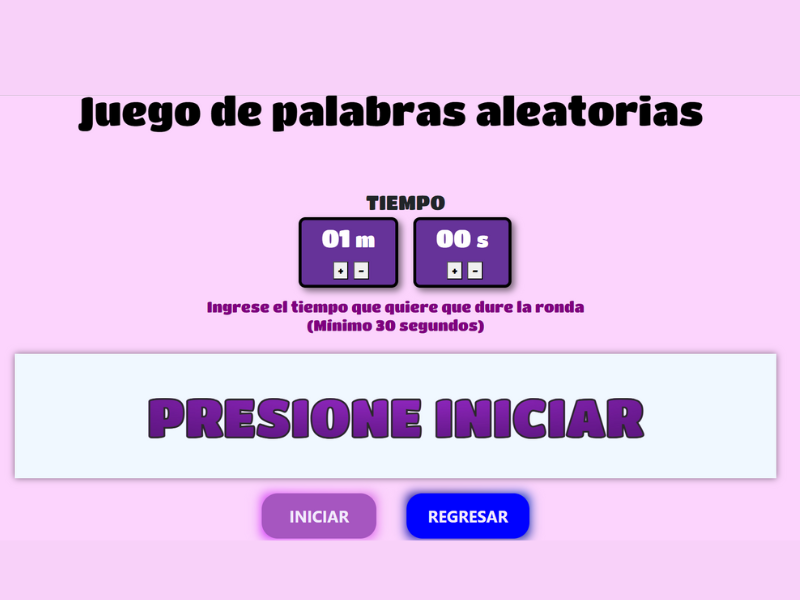 Juego de palabras aleatorias
TIEMPO
01 m 00 s
+ - + -
Ingrese el tiempo que quiere que dure la ronda
(Mínimo 30 segundos)
PRESIONE INICIAR
INICIAR REGRESAR